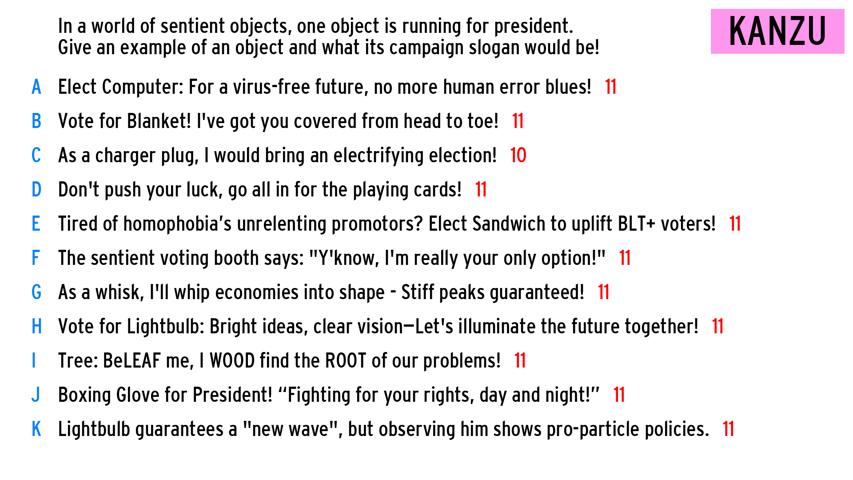 In a world of sentient objects, one object is running for president.
Give an example of an object and what its campaign slogan would be!
KANZU
A Elect Computer: For a virus-free future, no more human error blues! 11
B Vote for Blanket! I've got you covered from head to toe! 11
C As a charger plug, I would bring an electrifying election! 10
D Don't push your luck, go all in for the playing cards! 11
E Tired of homophobia’s unrelenting promotors? Elect Sandwich to uplift BLT+ voters! 11
F The sentient voting booth says: "Y'know, I'm really your only option!" 11
G As a whisk, I'll whip economies into shape - Stiff peaks guaranteed! 11
H Vote for Lightbulb: Bright ideas, clear vision—Let's illuminate the future together! 11
I Tree: BeLEAF me, I WOOD find the ROOT of our problems! 11
J Boxing Glove for President! “Fighting for your rights, day and night!” 11
K Lightbulb guarantees a "new wave", but observing him shows pro-particle policies. 11